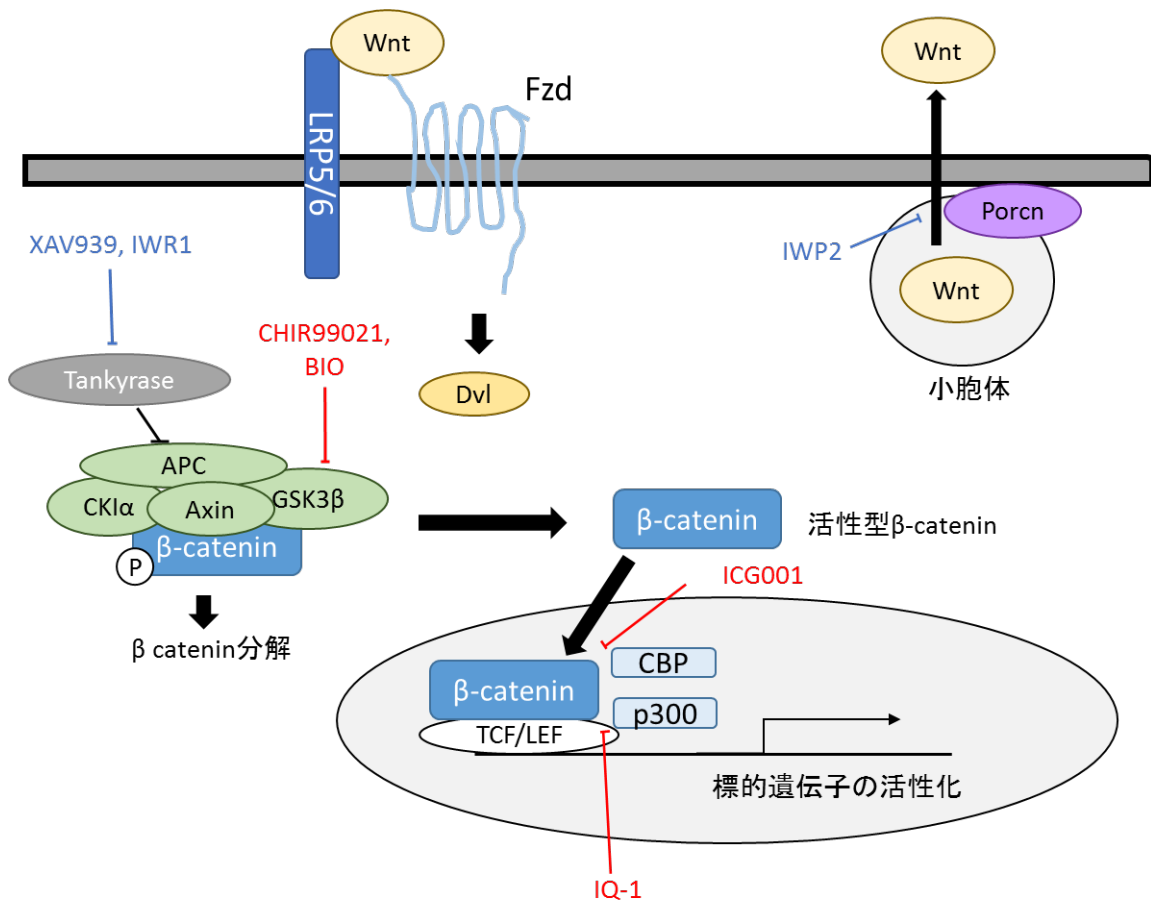 Wnt
Wnt
Fzd
LRP5/6
Porcn
XAV939, IWR1
IWP2
Wnt
CHIR99021,
BIO
Tankyrase
小胞体
Dvl
APC
CKIα
Axin
GSK3β
β-catenin
β-catenin
活性型β-catenin
P
ICG001
β catenin分解
CBP
β-catenin
p300
TCF/LEF
標的遺伝子の活性化
IQ-1